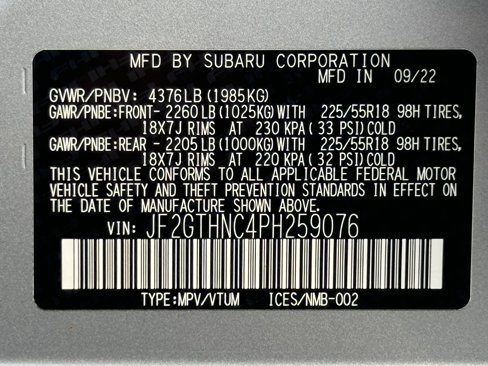 MFD BY SUBARU CORPORATION
MFD IN 09/22
GVWR/PNBV: 4376LB(1985KG)
GAWR/PNBE:FRONT- 2260LB(1025KG)WITH 225/55R18 98H TIRES,
18X7J RIMS AT 230 KPA( 33 PSI)COLD
GAWR/PNBE:REAR - 2205LB(1000KG)WITH 225/55R18 98H TIRES,
18X7J RIMS AT 220 KPA( 32 PSI)COLD
THIS VEHICLE CONFORMS TO ALL APPLICABLE FEDERAL MOTOR
VEHICLE SAFETY AND THEFT PREVENTION STANDARDS IN EFFECT ON
THE DATE OF MANUFACTURE SHOWN ABOVE.
VIN: JF2GTHNC4PH259076
TYPE:MPV/VTUM ICES/NMB-002